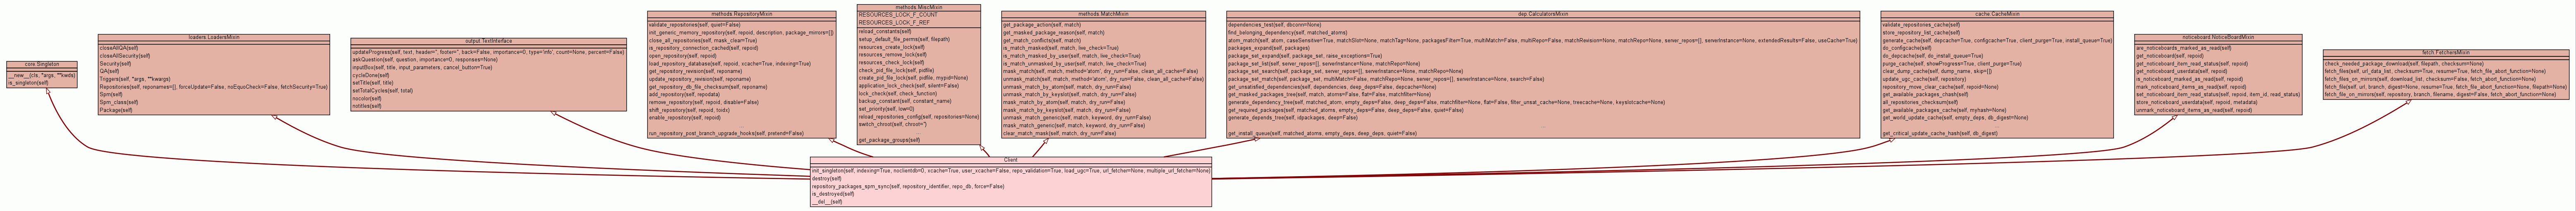 core.Singleton
__new__(cls, *args, **kwds)
is_singleton(self)
loaders.LoadersMixin
closeAllQA(self)
closeAllSecurity(self)
Security(self)
QA(self)
Triggers(self, *args, **kwargs)
Repositories(self, reponames=[], forceUpdate=False, noEquoCheck=False, fetchSecurity=True)
Spm(self)
Spm_class(self)
Package(self)
output.TextInterface
updateProgress(self, text, header='', footer='', back=False, importance=0, type='info', count=None, percent=False)
askQuestion(self, question, importance=0, responses=None)
inputBox(self, title, input_parameters, cancel_button=True)
cycleDone(self)
setTitle(self, title)
setTotalCycles(self, total)
nocolor(self)
notitles(self)
methods.RepositoryMixin
validate_repositories(self, quiet=False)
init_generic_memory_repository(self, repoid, description, package_mirrors=[])
close_all_repositories(self, mask_clear=True)
is_repository_connection_cached(self, repoid)
open_repository(self, repoid)
load_repository_database(self, repoid, xcache=True, indexing=True)
get_repository_revision(self, reponame)
update_repository_revision(self, reponame)
get_repository_db_file_checksum(self, reponame)
add_repository(self, repodata)
remove_repository(self, repoid, disable=False)
shift_repository(self, repoid, toidx)
enable_repository(self, repoid)
...
run_repository_post_branch_upgrade_hooks(self, pretend=False)
methods.MiscMixin
RESOURCES_LOCK_F_COUNT
RESOURCES_LOCK_F_REF
reload_constants(self)
setup_default_file_perms(self, filepath)
resources_create_lock(self)
resources_remove_lock(self)
resources_check_lock(self)
check_pid_file_lock(self, pidfile)
create_pid_file_lock(self, pidfile, mypid=None)
application_lock_check(self, silent=False)
lock_check(self, check_function)
backup_constant(self, constant_name)
set_priority(self, low=0)
reload_repositories_config(self, repositories=None)
switch_chroot(self, chroot='')
...
get_package_groups(self)
methods.MatchMixin
get_package_action(self, match)
get_masked_package_reason(self, match)
get_match_conflicts(self, match)
is_match_masked(self, match, live_check=True)
is_match_masked_by_user(self, match, live_check=True)
is_match_unmasked_by_user(self, match, live_check=True)
mask_match(self, match, method='atom', dry_run=False, clean_all_cache=False)
unmask_match(self, match, method='atom', dry_run=False, clean_all_cache=False)
unmask_match_by_atom(self, match, dry_run=False)
unmask_match_by_keyslot(self, match, dry_run=False)
mask_match_by_atom(self, match, dry_run=False)
mask_match_by_keyslot(self, match, dry_run=False)
unmask_match_generic(self, match, keyword, dry_run=False)
mask_match_generic(self, match, keyword, dry_run=False)
clear_match_mask(self, match, dry_run=False)
dep.CalculatorsMixin
dependencies_test(self, dbconn=None)
find_belonging_dependency(self, matched_atoms)
atom_match(self, atom, caseSensitive=True, matchSlot=None, matchTag=None, packagesFilter=True, multiMatch=False, multiRepo=False, matchRevision=None, matchRepo=None, server_repos=[], serverInstance=None, extendedResults=False, useCache=True)
packages_expand(self, packages)
package_set_expand(self, package_set, raise_exceptions=True)
package_set_list(self, server_repos=[], serverInstance=None, matchRepo=None)
package_set_search(self, package_set, server_repos=[], serverInstance=None, matchRepo=None)
package_set_match(self, package_set, multiMatch=False, matchRepo=None, server_repos=[], serverInstance=None, search=False)
get_unsatisfied_dependencies(self, dependencies, deep_deps=False, depcache=None)
get_masked_packages_tree(self, match, atoms=False, flat=False, matchfilter=None)
generate_dependency_tree(self, matched_atom, empty_deps=False, deep_deps=False, matchfilter=None, flat=False, filter_unsat_cache=None, treecache=None, keyslotcache=None)
get_required_packages(self, matched_atoms, empty_deps=False, deep_deps=False, quiet=False)
generate_depends_tree(self, idpackages, deep=False)
...
get_install_queue(self, matched_atoms, empty_deps, deep_deps, quiet=False)
cache.CacheMixin
validate_repositories_cache(self)
store_repository_list_cache(self)
generate_cache(self, depcache=True, configcache=True, client_purge=True, install_queue=True)
do_configcache(self)
do_depcache(self, do_install_queue=True)
purge_cache(self, showProgress=True, client_purge=True)
clear_dump_cache(self, dump_name, skip=[])
update_ugc_cache(self, repository)
repository_move_clear_cache(self, repoid=None)
get_available_packages_chash(self)
all_repositories_checksum(self)
get_available_packages_cache(self, myhash=None)
get_world_update_cache(self, empty_deps, db_digest=None)
...
get_critical_update_cache_hash(self, db_digest)
noticeboard.NoticeBoardMixin
are_noticeboards_marked_as_read(self)
get_noticeboard(self, repoid)
get_noticeboard_item_read_status(self, repoid)
get_noticeboard_userdata(self, repoid)
is_noticeboard_marked_as_read(self, repoid)
mark_noticeboard_items_as_read(self, repoid)
set_noticeboard_item_read_status(self, repoid, item_id, read_status)
store_noticeboard_userdata(self, repoid, metadata)
unmark_noticeboard_items_as_read(self, repoid)
fetch.FetchersMixin
check_needed_package_download(self, filepath, checksum=None)
fetch_files(self, url_data_list, checksum=True, resume=True, fetch_file_abort_function=None)
fetch_files_on_mirrors(self, download_list, checksum=False, fetch_abort_function=None)
fetch_file(self, url, branch, digest=None, resume=True, fetch_file_abort_function=None, filepath=None)
fetch_file_on_mirrors(self, repository, branch, filename, digest=False, fetch_abort_function=None)
Client
init_singleton(self, indexing=True, noclientdb=0, xcache=True, user_xcache=False, repo_validation=True, load_ugc=True, url_fetcher=None, multiple_url_fetcher=None)
destroy(self)
repository_packages_spm_sync(self, repository_identifier, repo_db, force=False)
is_destroyed(self)
__del__(self)